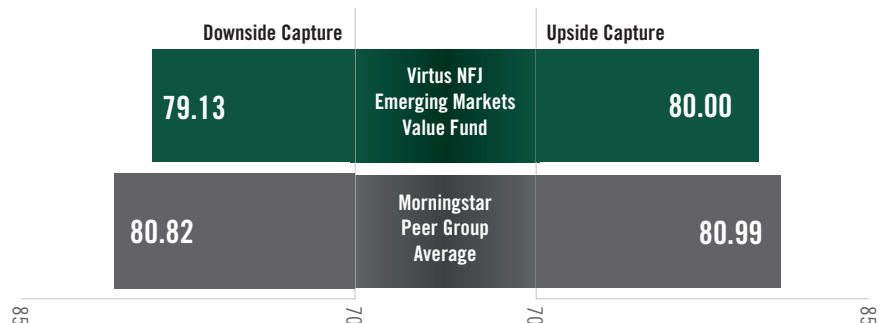 Downside Capture
Upside Capture
79.13
Virtus NFJ
Emerging Markets
Value Fund
80.00
80.82
Morningstar
Peer Group
Average
80.99
85
70
70
85